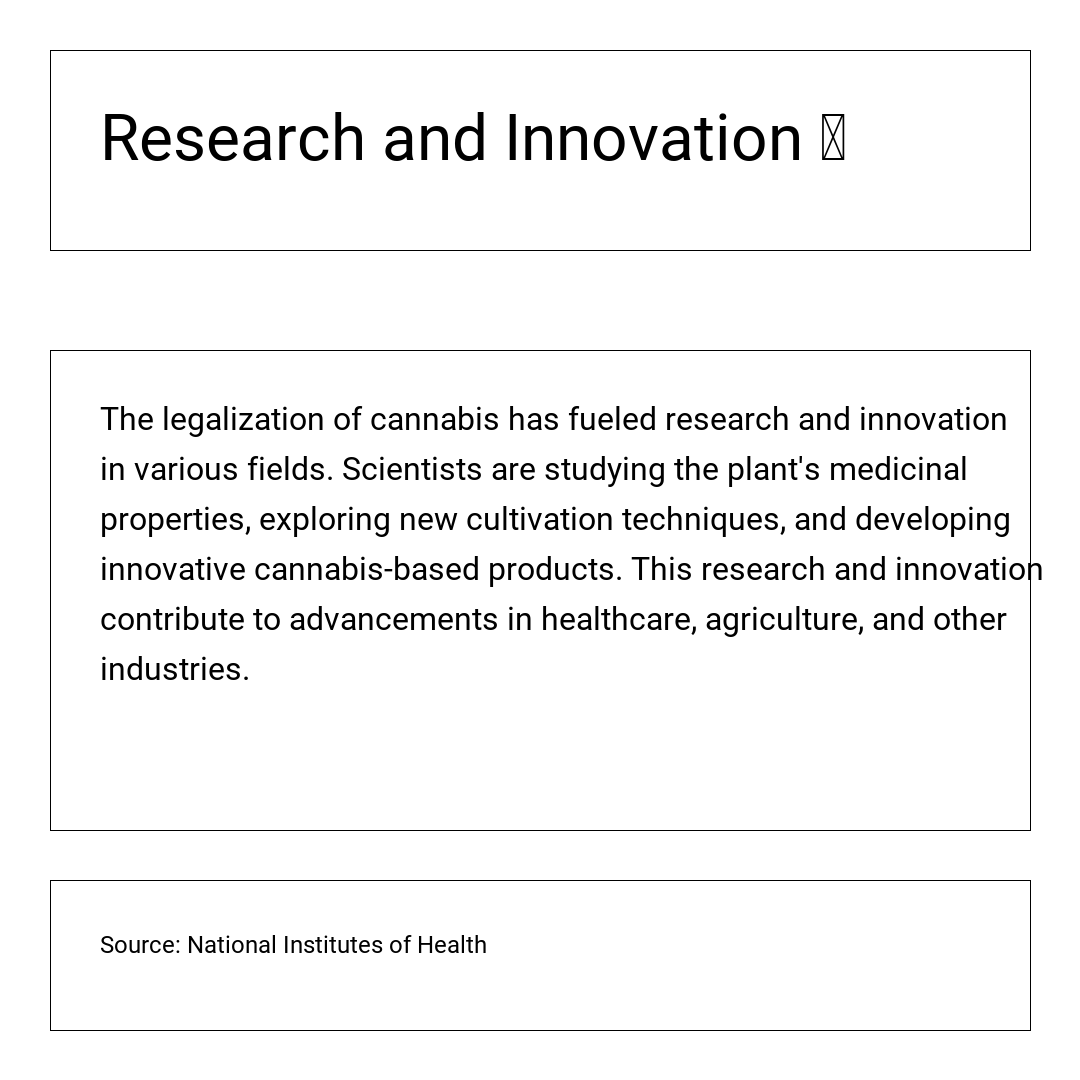 Research and Innovation
The legalization of cannabis has fueled research and innovation
in various fields. Scientists are studying the plant's medicinal
properties, exploring new cultivation techniques, and developing
innovative cannabis-based products. This research and innovation
contribute to advancements in healthcare, agriculture, and other
industries.
Source: National Institutes of Health